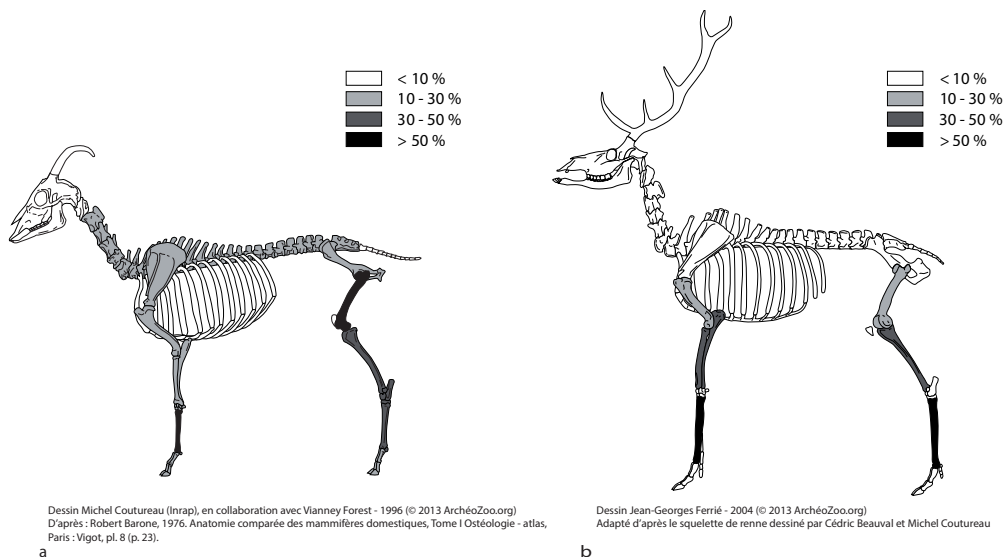 < 10 %
10 - 30 %
30 - 50 %
> 50 %
< 10 %
10 - 30 %
30 - 50 %
> 50 %
Dessin Michel Coutureau (Inrap), en collaboration avec Vianney Forest - 1996 (© 2013 ArchéoZoo.org)
D'après : Robert Barone, 1976. Anatomie comparée des mammifères domestiques, Tome I Ostéologie - atlas,
Paris : Vigot, pl. 8 (p. 23).
a
Dessin Jean-Georges Ferrié - 2004 (© 2013 ArchéoZoo.org)
Adapté d'après le squelette de renne dessiné par Cédric Beauval et Michel Coutureau
b